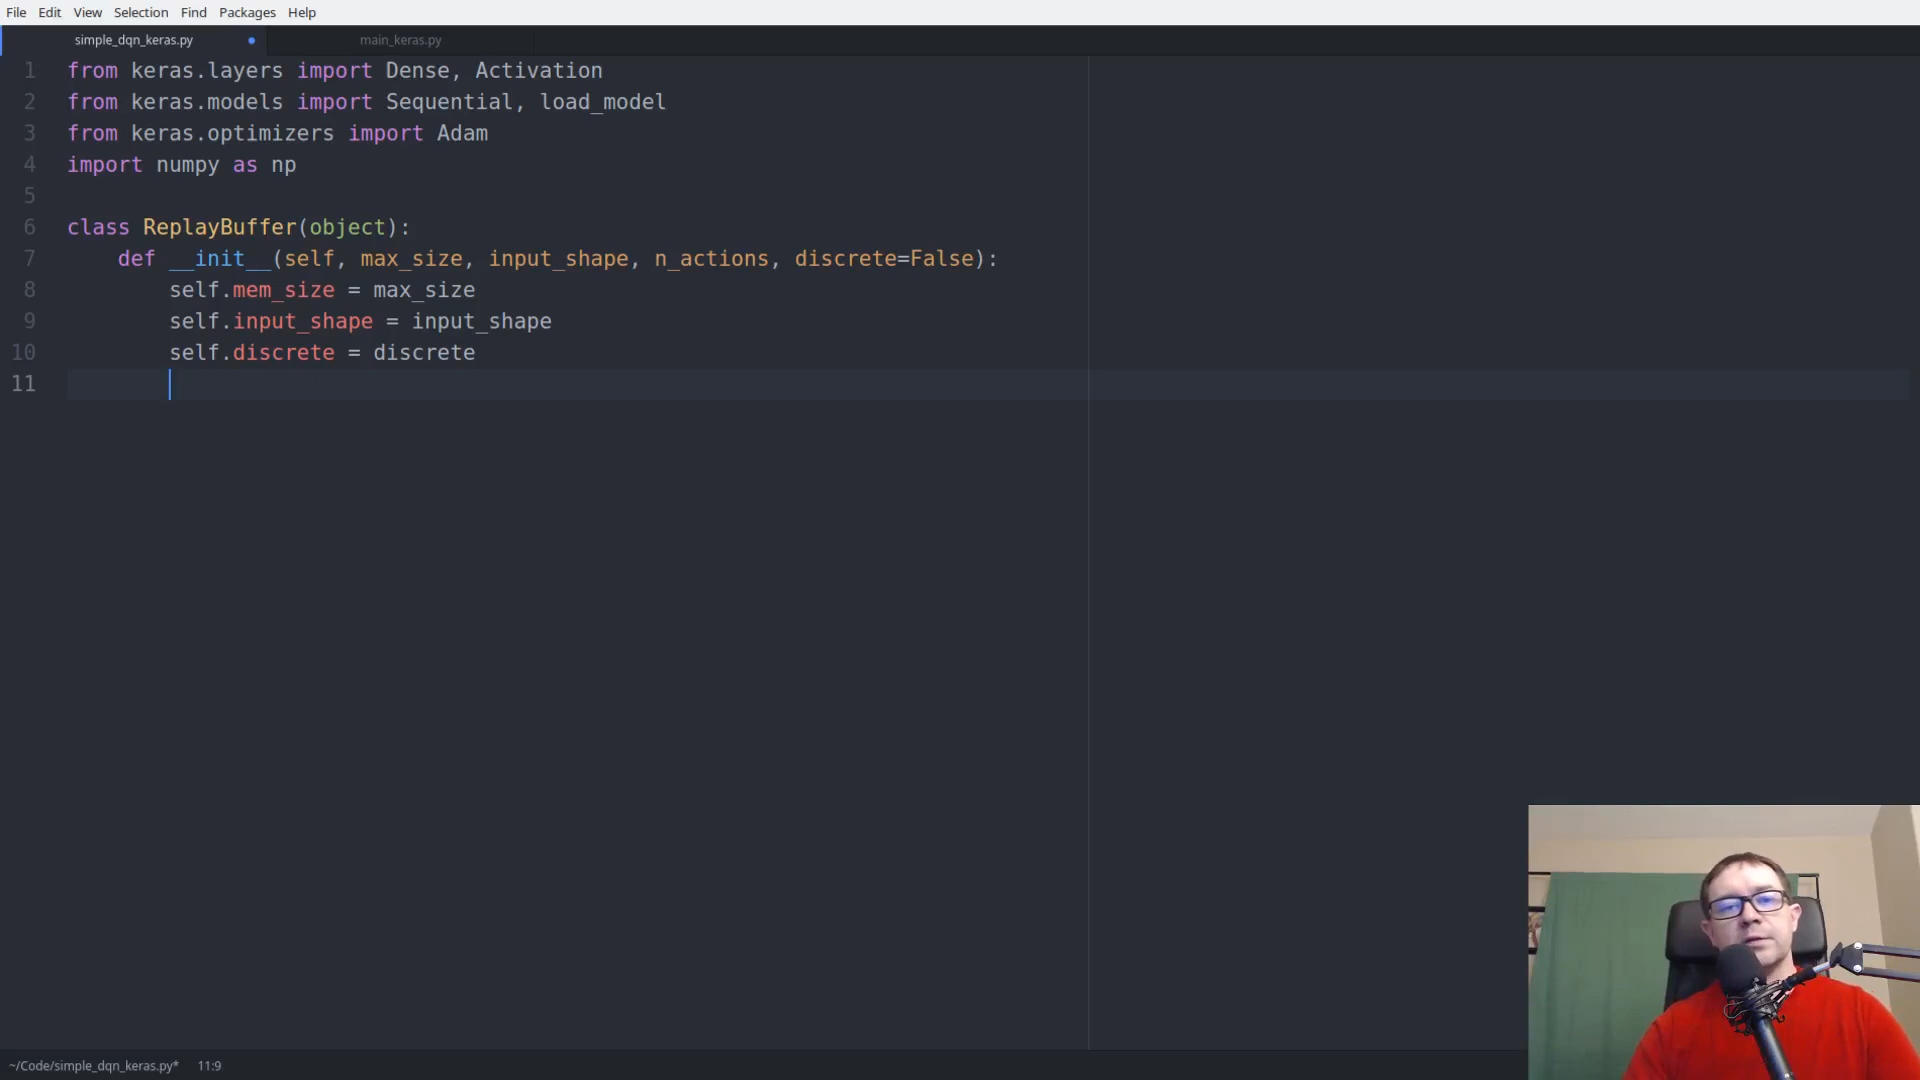 File Edit View Selection Find Packages Help
simple_dqn_keras.py main_keras.py
1 from keras.layers import Dense, Activation
2 from keras.models import Sequential, load_model
3 from keras.optimizers import Adam
4 import numpy as np
5
6 class ReplayBuffer(object):
7 def __init__(self, max_size, input_shape, n_actions, discrete=False):
8 self.mem_size = max_size
9 self.input_shape = input_shape
10 self.discrete = discrete
11
~/Code/simple_dqn_keras.py* 11:9